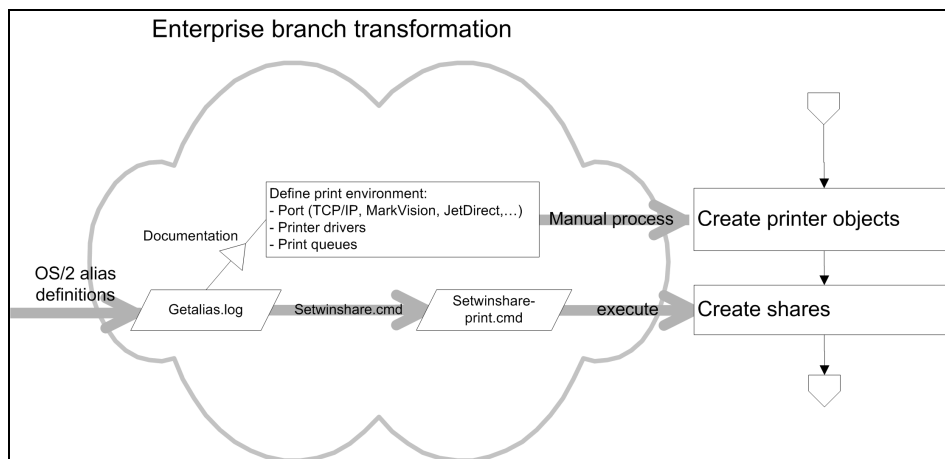 Enterprise branch transformation
Define print environment:
- Port (TCP/IP, MarkVision, JetDirect,...)
- Printer drivers
- Print queues
Manual process
Create printer objects
Documentation
OS/2 alias
definitions
Getalias.log
Setwinshare.cmd
Setwinshare-
print.cmd
execute
Create shares